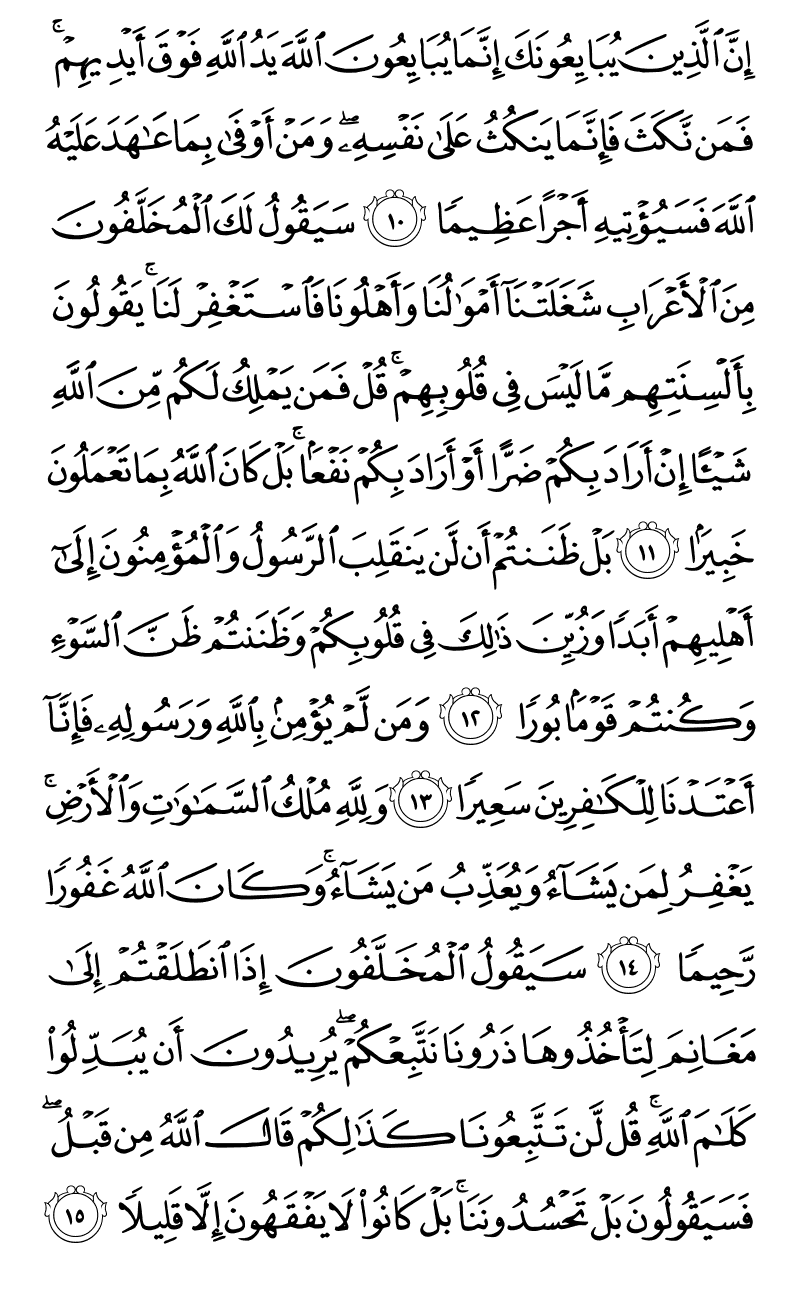 إِنَّ ٱلَّذِينَ يُبَايِعُونَكَ إِنَّمَا يُبَايِعُونَ ٱللَّهَ يَدُ ٱللَّهِ فَوْقَ أَيْدِيهِمْۚ
فَمَن نَّكَثَ فَإِنَّمَا يَنكُثُ عَلَىٰ نَفْسِهِۦۖ وَمَنْ أَوْفَىٰ بِمَا عَـٰهَدَ عَلَيْهُ
ٱللَّهَ فَسَيُؤْتِيهِ أَجْرًا عَظِيمًا ١٠ سَيَقُولُ لَكَ ٱلْمُخَلَّفُونَ
مِنَ ٱلْأَعْرَابِ شَغَلَتْنَآ أَمْوَٰلُنَا وَأَهْلُونَا فَٱسْتَغْفِرْ لَنَاۚ يَقُولُونَ
بِأَلْسِنَتِهِم مَّا لَيْسَ فِى قُلُوبِهِمْۚ قُلْ فَمَن يَمْلِكُ لَكُم مِّنَ ٱللَّهِ
شَيْـًٔا إِنْ أَرَادَ بِكُمْ ضَرًّا أَوْ أَرَادَ بِكُمْ نَفْعًۢاۚ بَلْ كَانَ ٱللَّهُ بِمَا تَعْمَلُونَ
خَبِيرًۢا ١١ بَلْ ظَنَنتُمْ أَن لَّن يَنقَلِبَ ٱلرَّسُولُ وَٱلْمُؤْمِنُونَ إِلَىٰٓ
أَهْلِيهِمْ أَبَدًا وَزُيِّنَ ذَٰلِكَ فِى قُلُوبِكُمْ وَظَنَنتُمْ ظَنَّ ٱلسَّوْءِ
وَكُنتُمْ قَوْمًۢا بُورًا ١٢ وَمَن لَّمْ يُؤْمِنۢ بِٱللَّهِ وَرَسُولِهِۦ فَإِنَّآ
أَعْتَدْنَا لِلْكَـٰفِرِينَ سَعِيرًا ١٣ وَلِلَّهِ مُلْكُ ٱلسَّمَـٰوَٰتِ وَٱلْأَرْضِۚ
يَغْفِرُ لِمَن يَشَآءُ وَيُعَذِّبُ مَن يَشَآءُۚ وَكَانَ ٱللَّهُ غَفُورًا
رَّحِيمًا ١٤ سَيَقُولُ ٱلْمُخَلَّفُونَ إِذَا ٱنطَلَقْتُمْ إِلَىٰ
مَغَانِمَ لِتَأْخُذُوهَا ذَرُونَا نَتَّبِعْكُمْۖ يُرِيدُونَ أَن يُبَدِّلُوا۟
كَلَـٰمَ ٱللَّهِۚ قُل لَّن تَتَّبِعُونَا كَذَٰلِكُمْ قَالَ ٱللَّهُ مِن قَبْلُۖ
فَسَيَقُولُونَ بَلْ تَحْسُدُونَنَاۚ بَلْ كَانُوا۟ لَا يَفْقَهُونَ إِلَّا قَلِيلًا ١٥